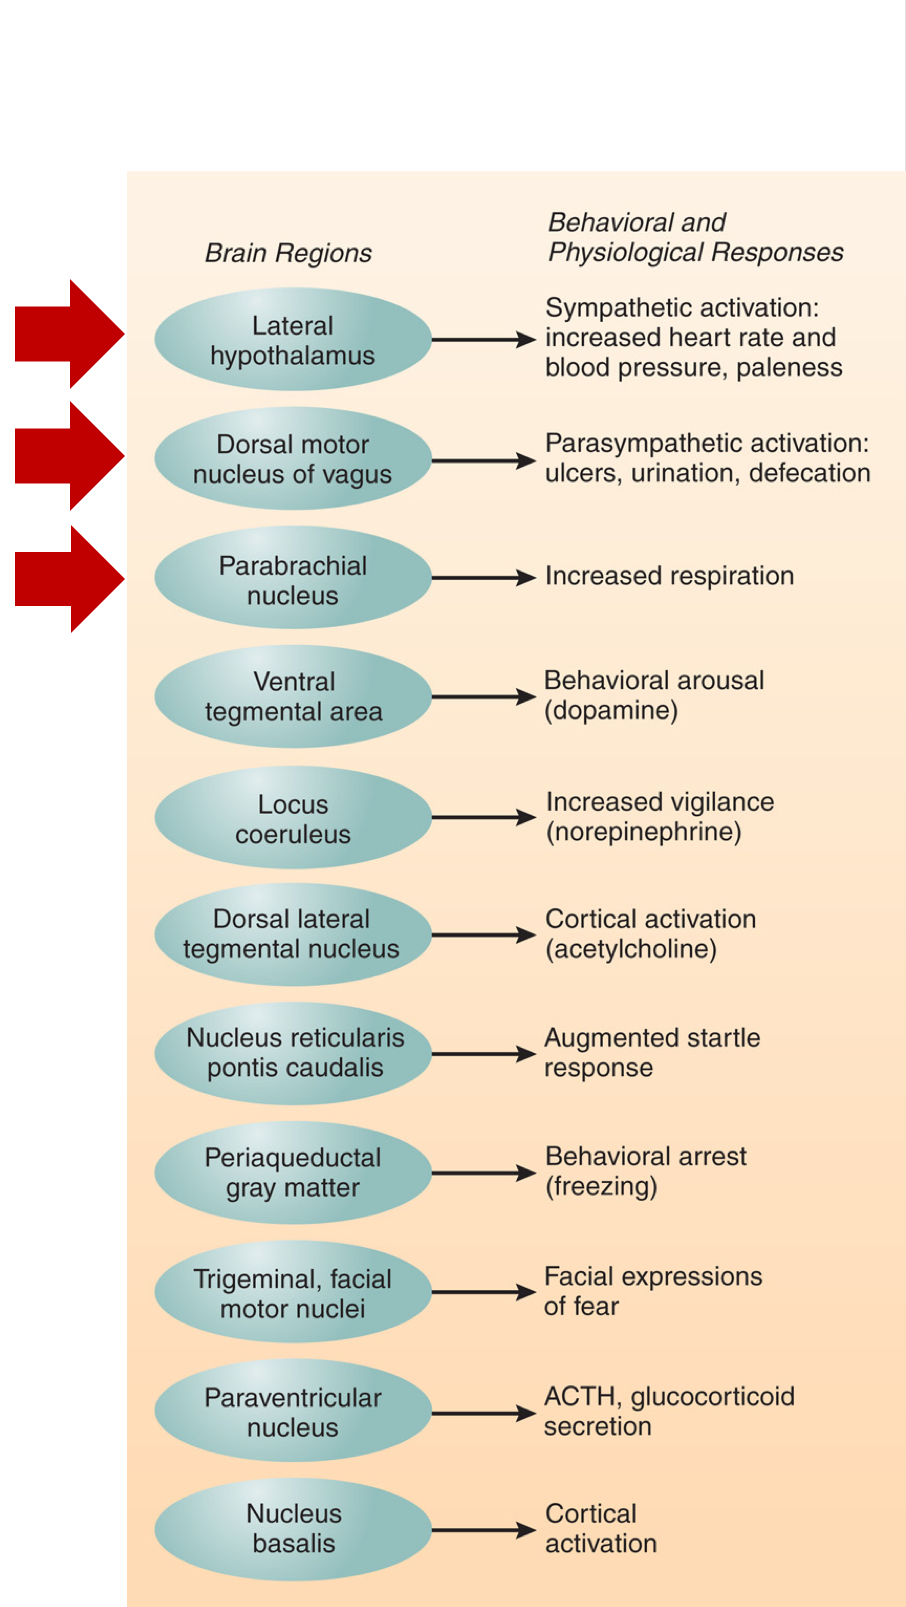 Brain Regions
Behavioral and
Physiological Responses
Lateral
hypothalamus
Sympathetic activation:
increased heart rate and
blood pressure, paleness
Dorsal motor
nucleus of vagus
Parasympathetic activation:
ulcers, urination, defecation
Parabrachial
nucleus
Increased respiration
Ventral
tegmental area
Behavioral arousal
(dopamine)
Locus
coeruleus
Increased vigilance
(norepinephrine)
Dorsal lateral
tegmental nucleus
Cortical activation
(acetylcholine)
Nucleus reticularis
pontis caudalis
Augmented startle
response
Periaqueductal
gray matter
Behavioral arrest
(freezing)
Trigeminal, facial
motor nuclei
Facial expressions
of fear
Paraventricular
nucleus
ACTH, glucocorticoid
secretion
Nucleus
basalis
Cortical
activation